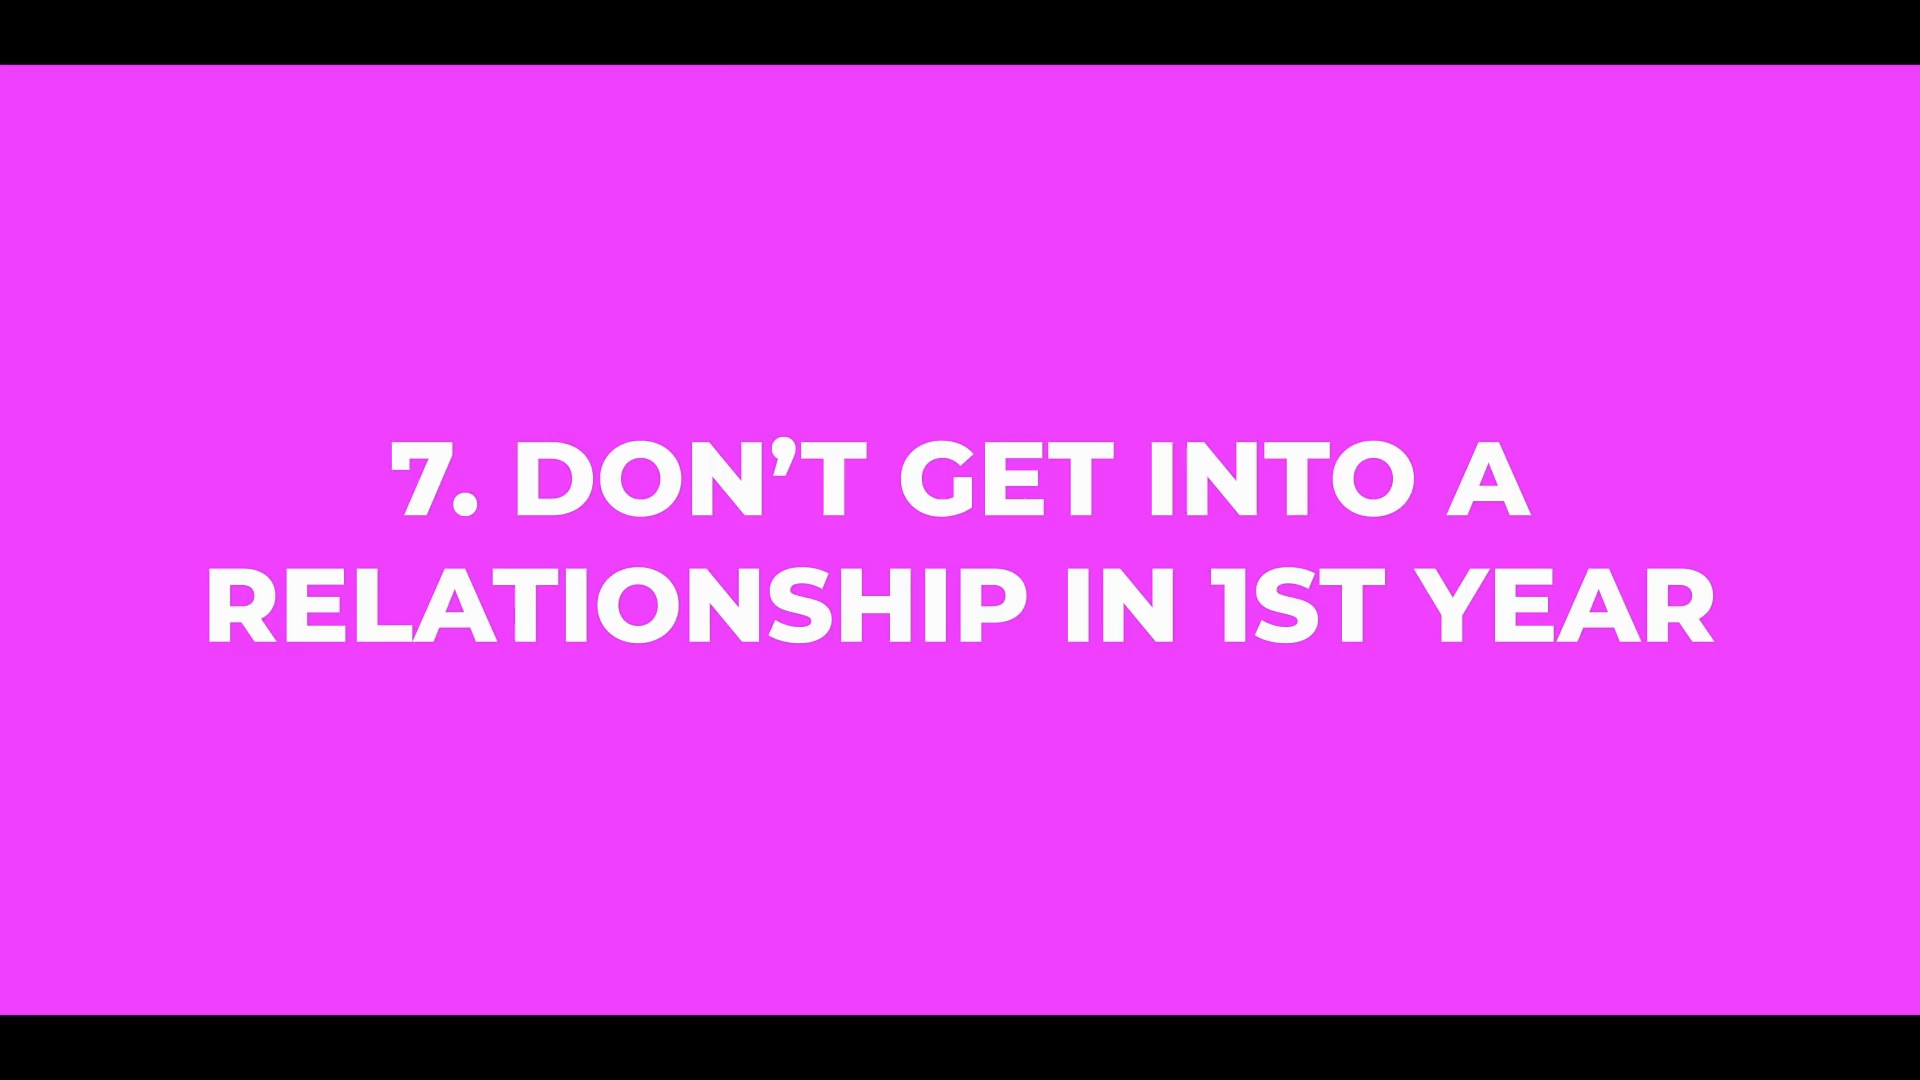 7. DON’T GET INTO A
RELATIONSHIP IN 1ST YEAR